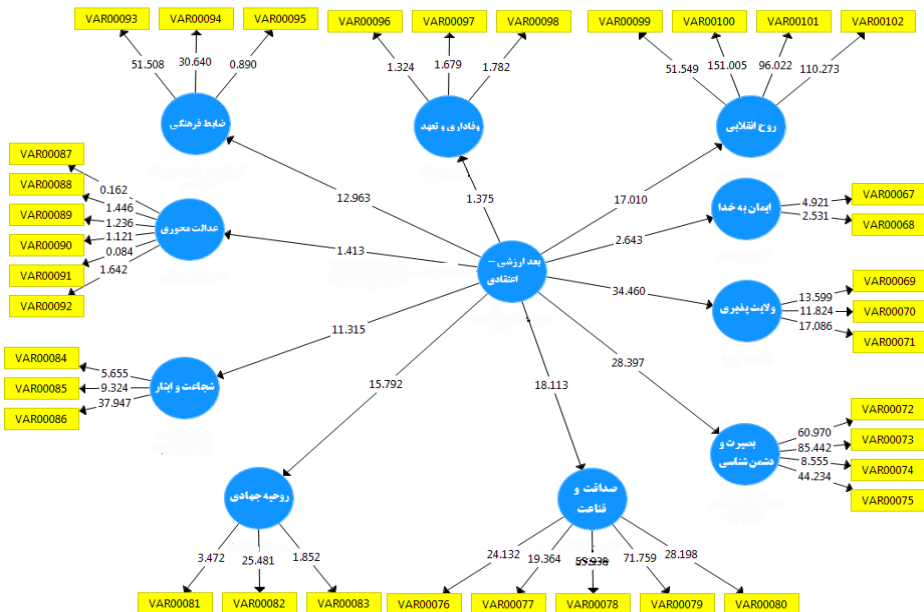 VAR00093
VAR00094
VAR00095
VAR00096
VAR00097
VAR00098
VAR00099
VAR00100
VAR00101
VAR00102
51.508
30.640
0.890
1.324
1.679
1.782
51.549
151.005
96.022
110.273
ضابط فرهنگی
وفاداری و تعهد
روح انقلابی
VAR00087
VAR00088
VAR00089
VAR00090
VAR00091
VAR00092
0.162
1.446
1.236
1.121
0.084
1.642
عدالت محوری
12.963
1.375
17.010
2.643
1.413
34.460
11.315
15.792
18.113
28.397
بعد ارزشی –
اعتقادی
ایمان به خدا
4.921
2.531
VAR00067
VAR00068
ولایت پذیری
13.599
11.824
17.086
VAR00069
VAR00070
VAR00071
VAR00084
VAR00085
VAR00086
5.655
9.324
37.947
شجاعت و ایثار
بصیرت و
دشمن شناسی
60.970
85.442
8.555
44.234
VAR00072
VAR00073
VAR00074
VAR00075
روحیه جهادی
صداقت و
قناعت
3.472
25.481
1.852
24.132
19.364
55.938
71.759
28.198
VAR00081
VAR00082
VAR00083
VAR00076
VAR00077
VAR00078
VAR00079
VAR00080